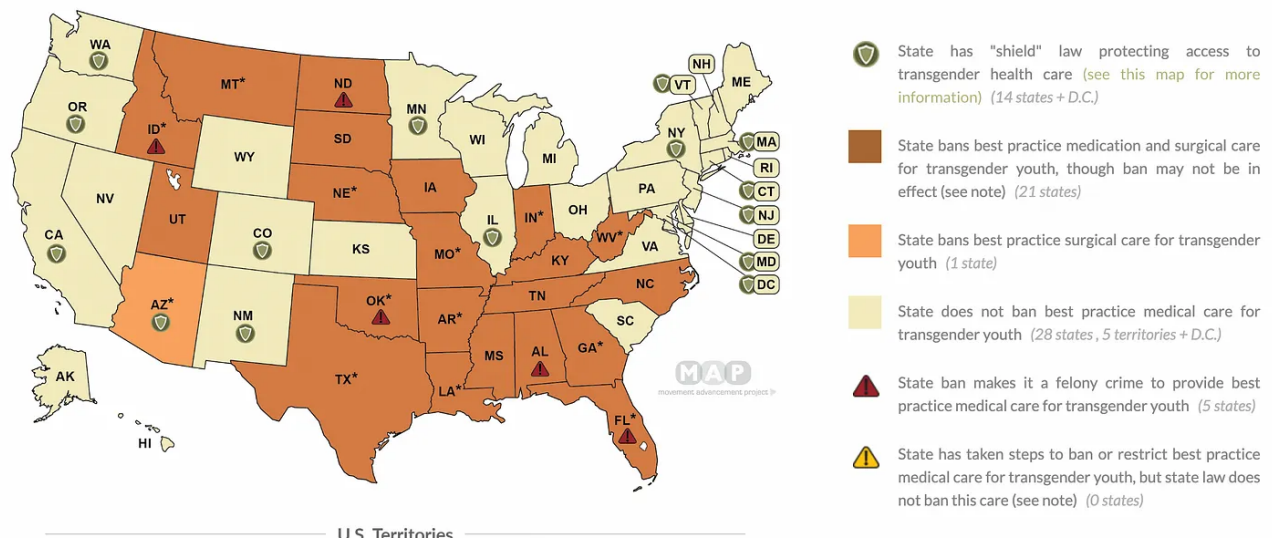 WA
MT*
ND
NH
VT
ME
OR
MN
ID*
SD
WI
NY
MA
WY
MI
RI
CT
NE*
IA
PA
NV
NJ
UT
OH
IL
IN*
DE
CA
CO
WV*
VA
MD
KS
MO*
KY
DC
NC
AZ*
OK*
TN
NM
AR*
SC
MS
AL
GA*
TX*
AK
LA*
FL*
HI
MAP
movement advancement project
U.S. Territories
State has "shield" law protecting access to
transgender health care (see this map for more
information) (14 states + D.C.)
State bans best practice medication and surgical care
for transgender youth, though ban may not be in
effect (see note) (21 states)
State bans best practice surgical care for transgender
youth (1 state)
State does not ban best practice medical care for
transgender youth (28 states , 5 territories + D.C.)
State ban makes it a felony crime to provide best
practice medical care for transgender youth (5 states)
State has taken steps to ban or restrict best practice
medical care for transgender youth, but state law does
not ban this care (see note) (0 states)